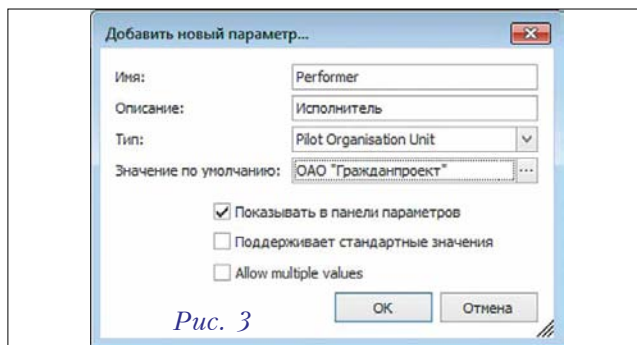 Добавить новый параметр...
Имя: Performer
Описание: Исполнитель
Тип: Pilot Organisation Unit
Значение по умолчанию: ОАО "Гражданпроект" ...
Показывать в панели параметров
Поддерживает стандартные значения
Allow multiple values
OK Отмена
Рис. 3